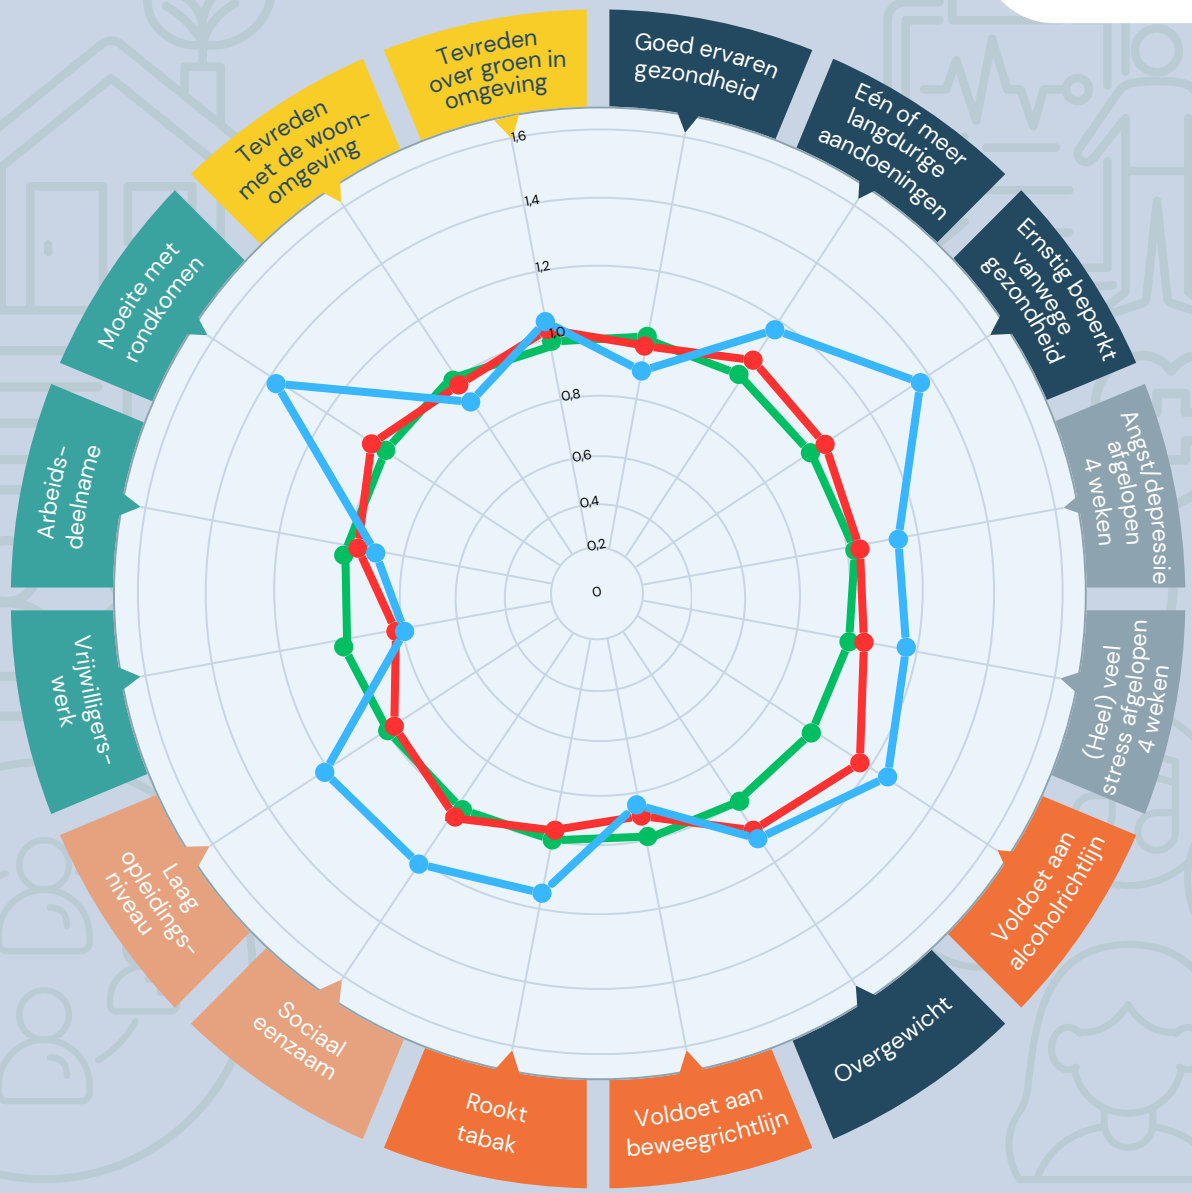 Goed ervaren
gezondheid
Eén of meer
langdurige
aandoeningen
Ernstig beperkt
vanwege
gezondheid
Angst/depressie
afgelopen
4 weken
(Heel) veel
stress afgelopen
4 weken
Voldoet aan
alcoholrichtlijn
Overgewicht
Voldoet aan
beweegrichtlijn
Rookt
tabak
Sociaal
eenzaam
Laag
opleidings-
niveau
Vrijwilligers-
werk
Arbeids-
deelname
Moeite met
rondkomen
Tevreden
met de woon-
omgeving
Tevreden
over groen in
omgeving
1,6
1,4
1,2
1,0
0,8
0,6
0,4
0,2
0